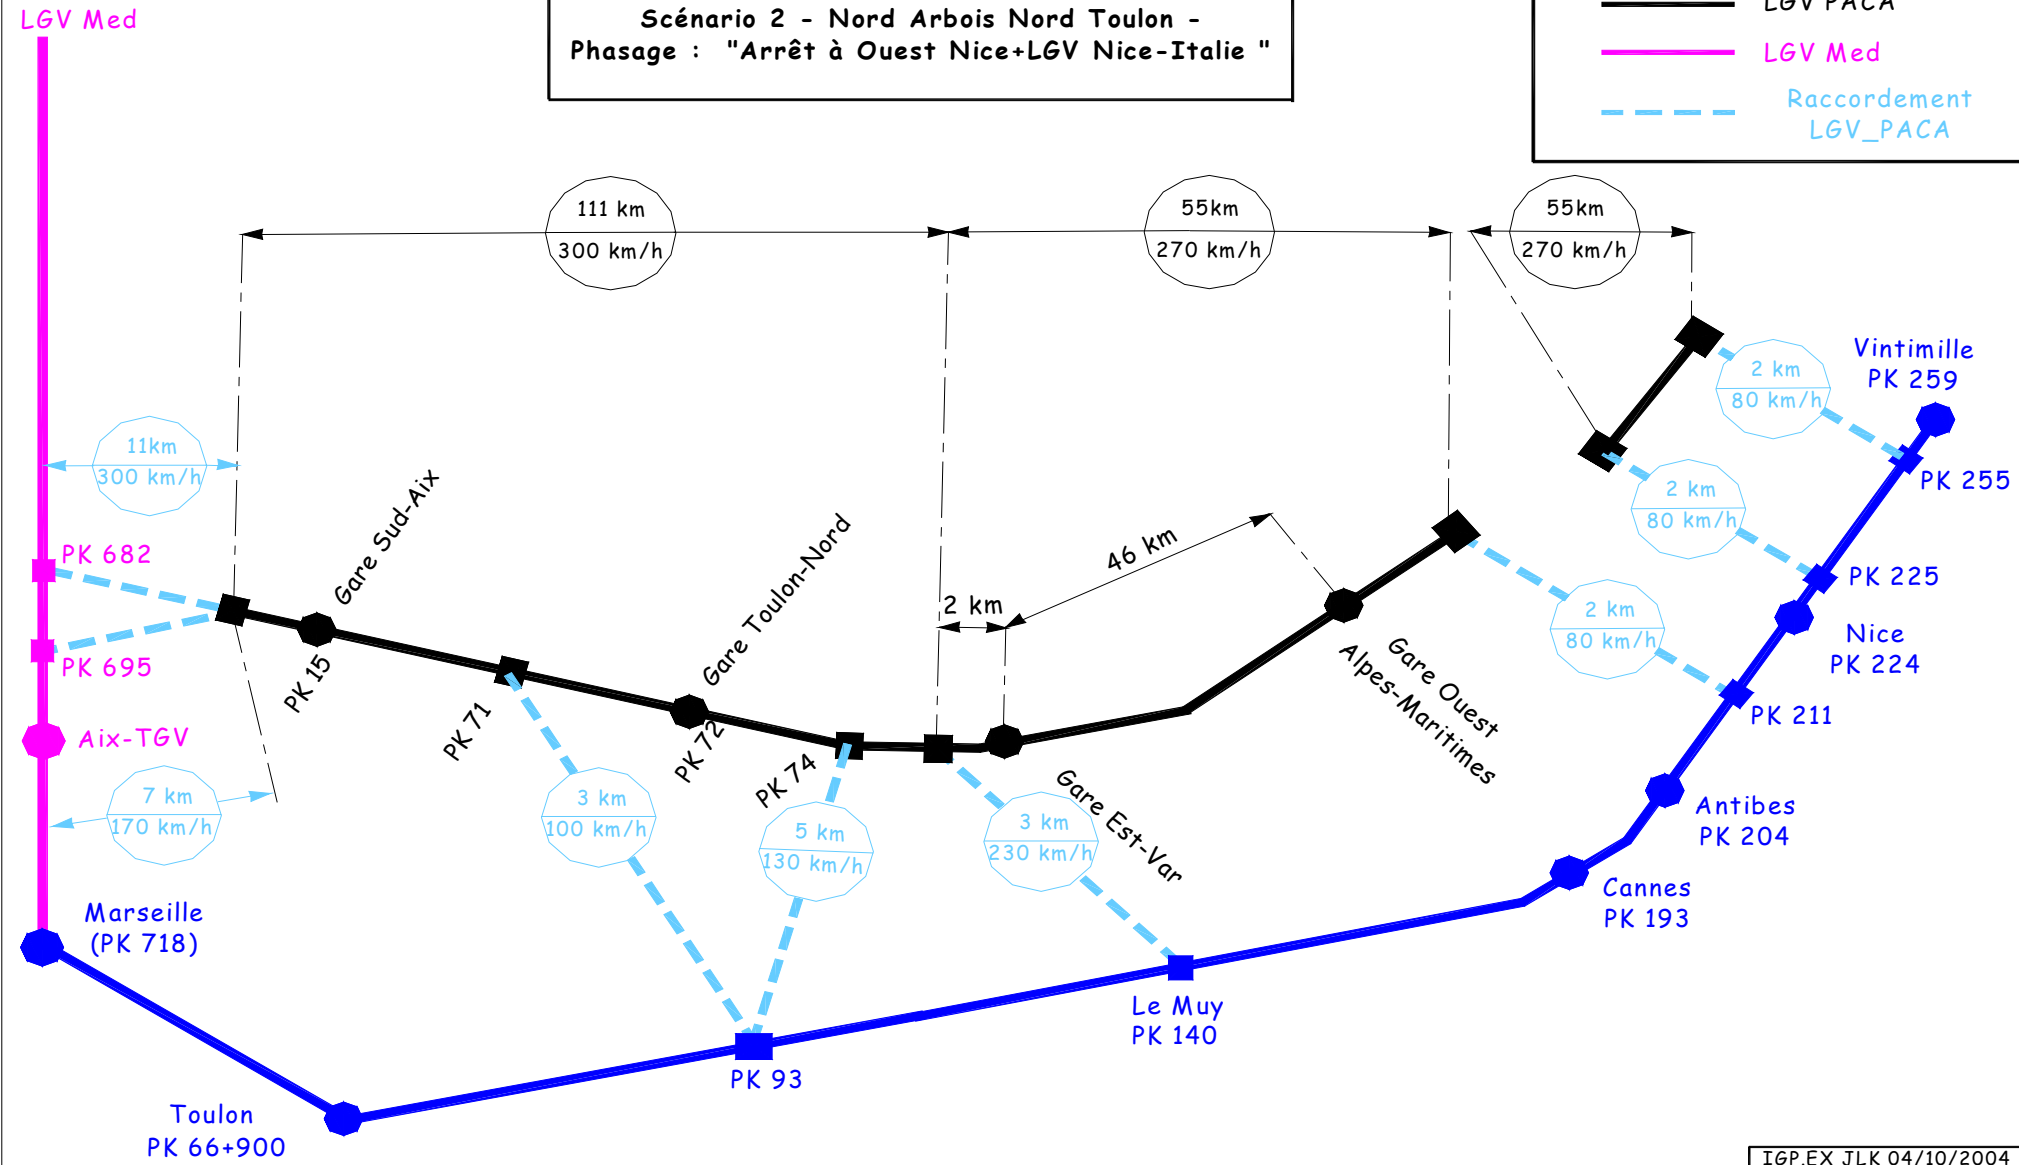 LGV Med
Scénario 2 - Nord Arbois Nord Toulon -
Phasage : "Arrêt à Ouest Nice+LGV Nice-Italie "
LGV PACA
LGV Med
Raccordement
LGV_PACA
111 km
300 km/h
55km
270 km/h
55km
270 km/h
Vintimille
PK 259
2 km
80 km/h
PK 255
11km
300 km/h
2 km
80 km/h
PK 682
Gare Sud-Aix
Gare Toulon-Nord
46 km
2 km
PK 225
2 km
80 km/h
Nice
PK 224
PK 695
PK 15
PK 71
PK 72
PK 74
Gare Ouest
Alpes-Maritimes
PK 211
Aix-TGV
7 km
170 km/h
3 km
100 km/h
5 km
130 km/h
3 km
230 km/h
Gare Est-Var
Antibes
PK 204
Cannes
PK 193
Marseille
(PK 718)
Le Muy
PK 140
PK 93
Toulon
PK 66+900
IGP.EX JLK 04/10/2004